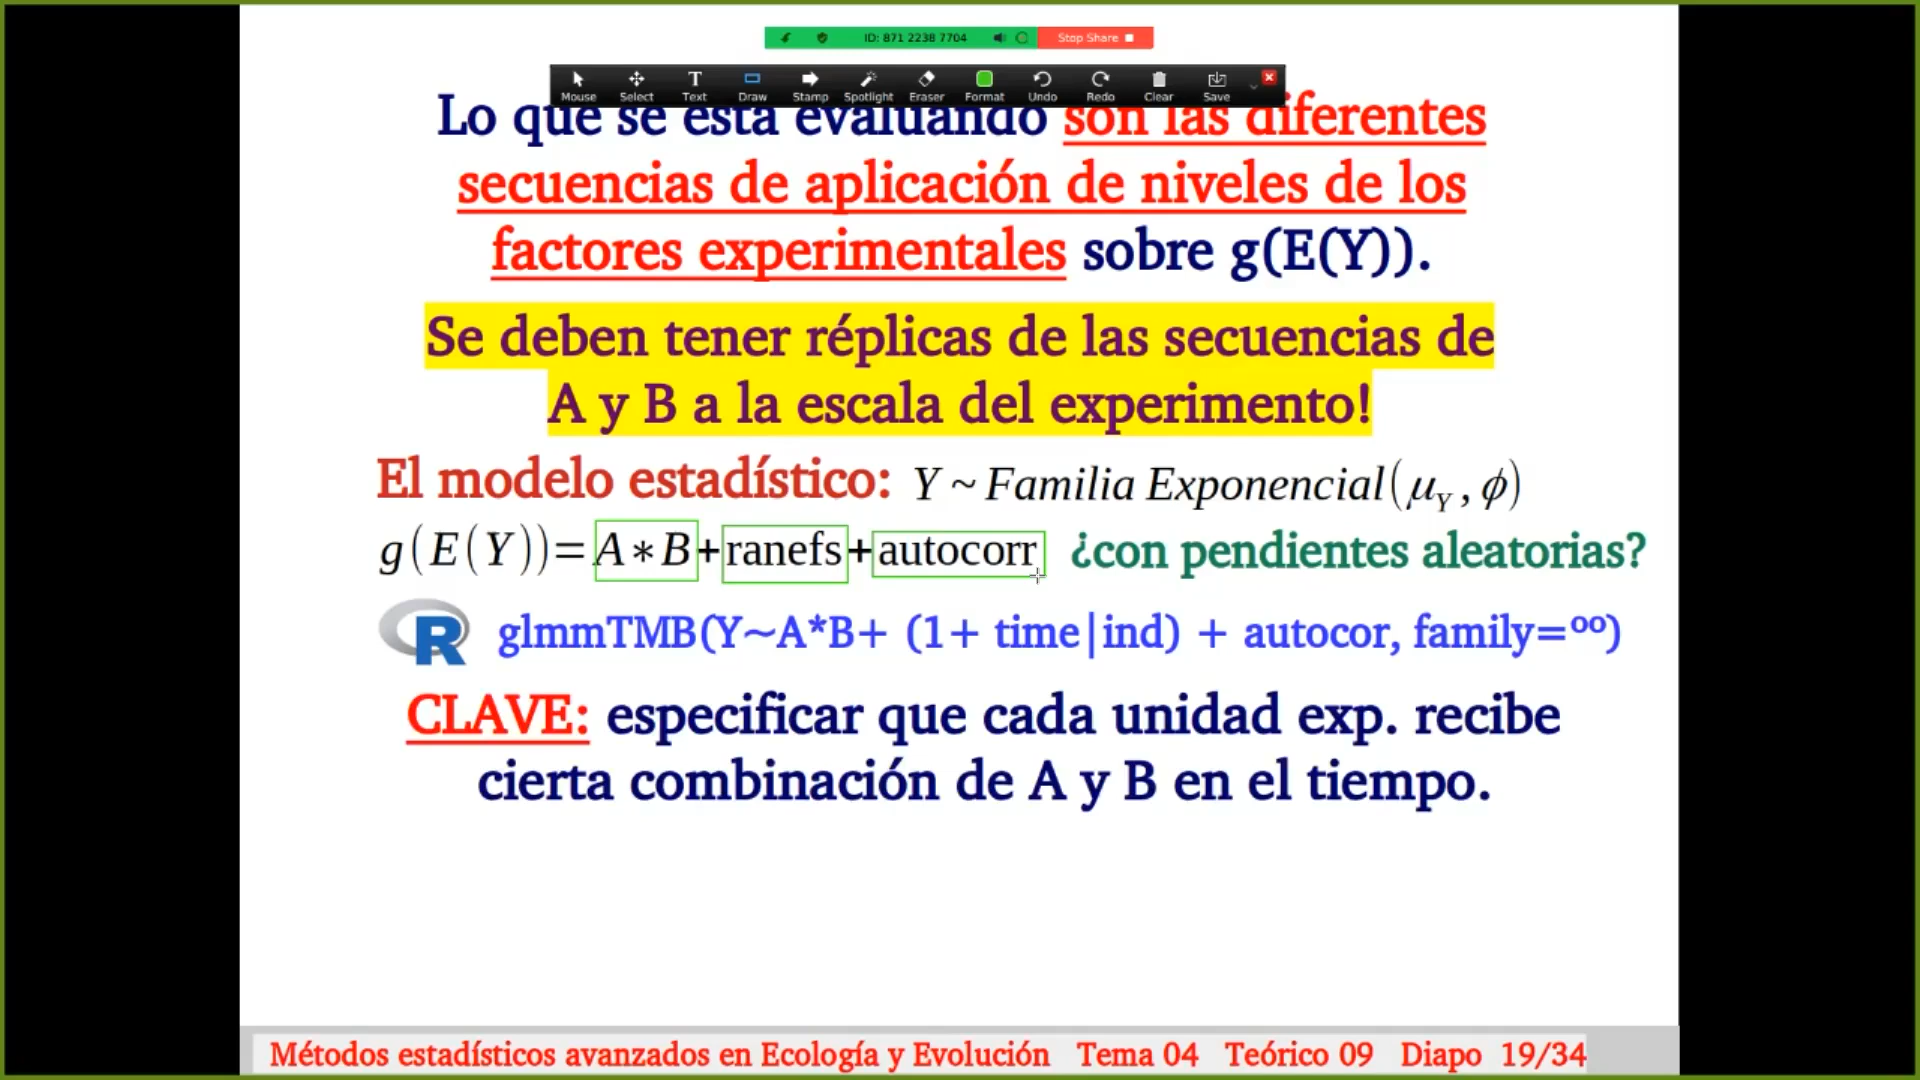 ID: 871 2238 7704 Stop Share
Mouse Select Text Draw Stamp Spotlight Eraser Format Undo Redo Clear Save
Lo que se está evaluando son las diferentes
secuencias de aplicación de niveles de los
factores experimentales sobre g(E(Y)).
Se deben tener réplicas de las secuencias de
A y B a la escala del experimento!
El modelo estadístico: Y ~ Familia Exponencial(μ_Y, ϕ)
g(E(Y))=A∗B+ranefs+autocorr ¿con pendientes aleatorias?
R glmmTMB(Y~A*B+ (1+ time|ind) + autocor, family=ºº)
CLAVE: especificar que cada unidad exp. recibe
cierta combinación de A y B en el tiempo.
Métodos estadísticos avanzados en Ecología y Evolución Tema 04 Teórico 09 Diapo 19/34